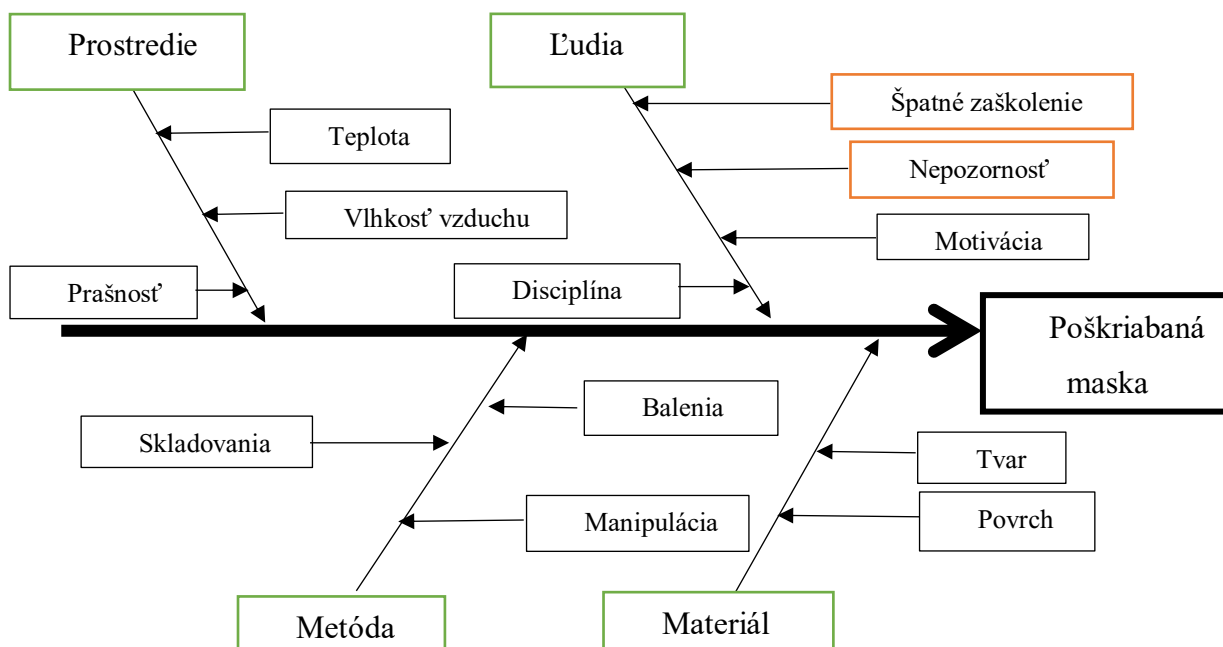 Prostredie
Ľudia
Špatné zaškolenie
Teplota
Nepozornosť
Vlhkosť vzduchu
Motivácia
Prašnosť
Disciplína
Poškriabaná
maska
Balenia
Skladovania
Tvar
Manipulácia
Povrch
Metóda
Materiál